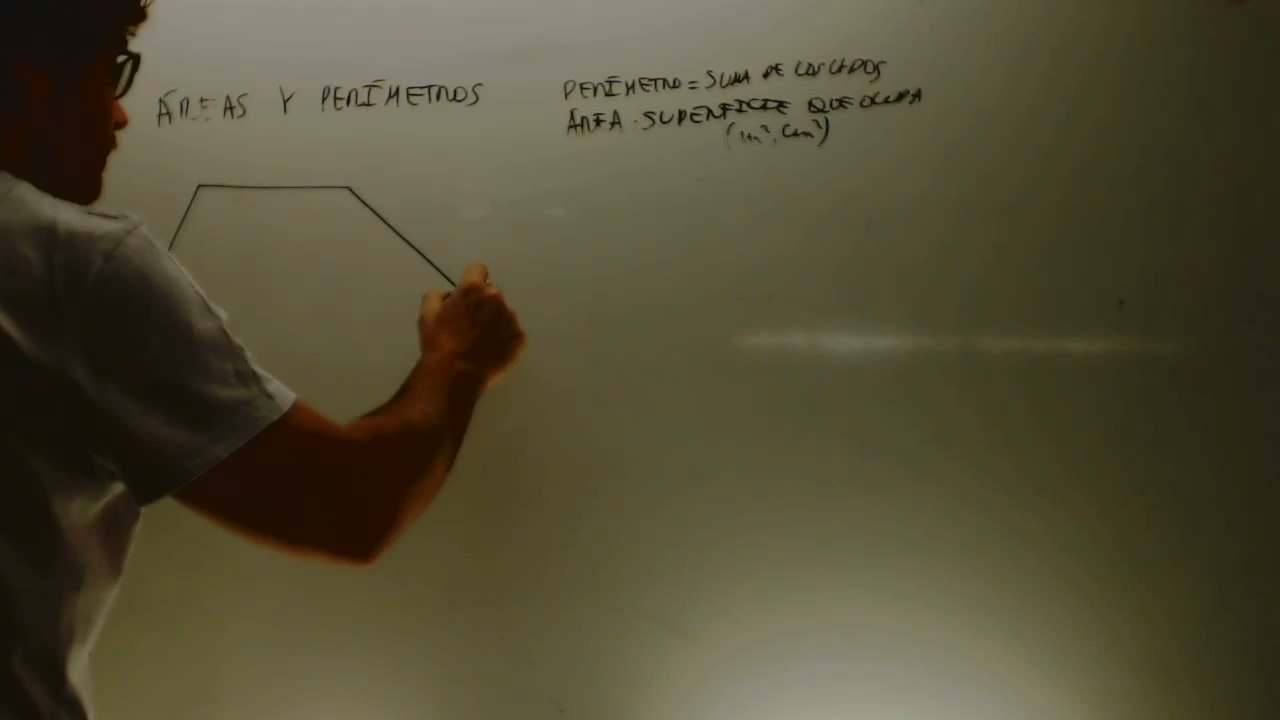 ÁREAS Y PERÍMETROS
PERÍMETRO = SUMA DE LOS LADOS
ÁREA · SUPERFICIE QUE OCUPA
(m², cm²)